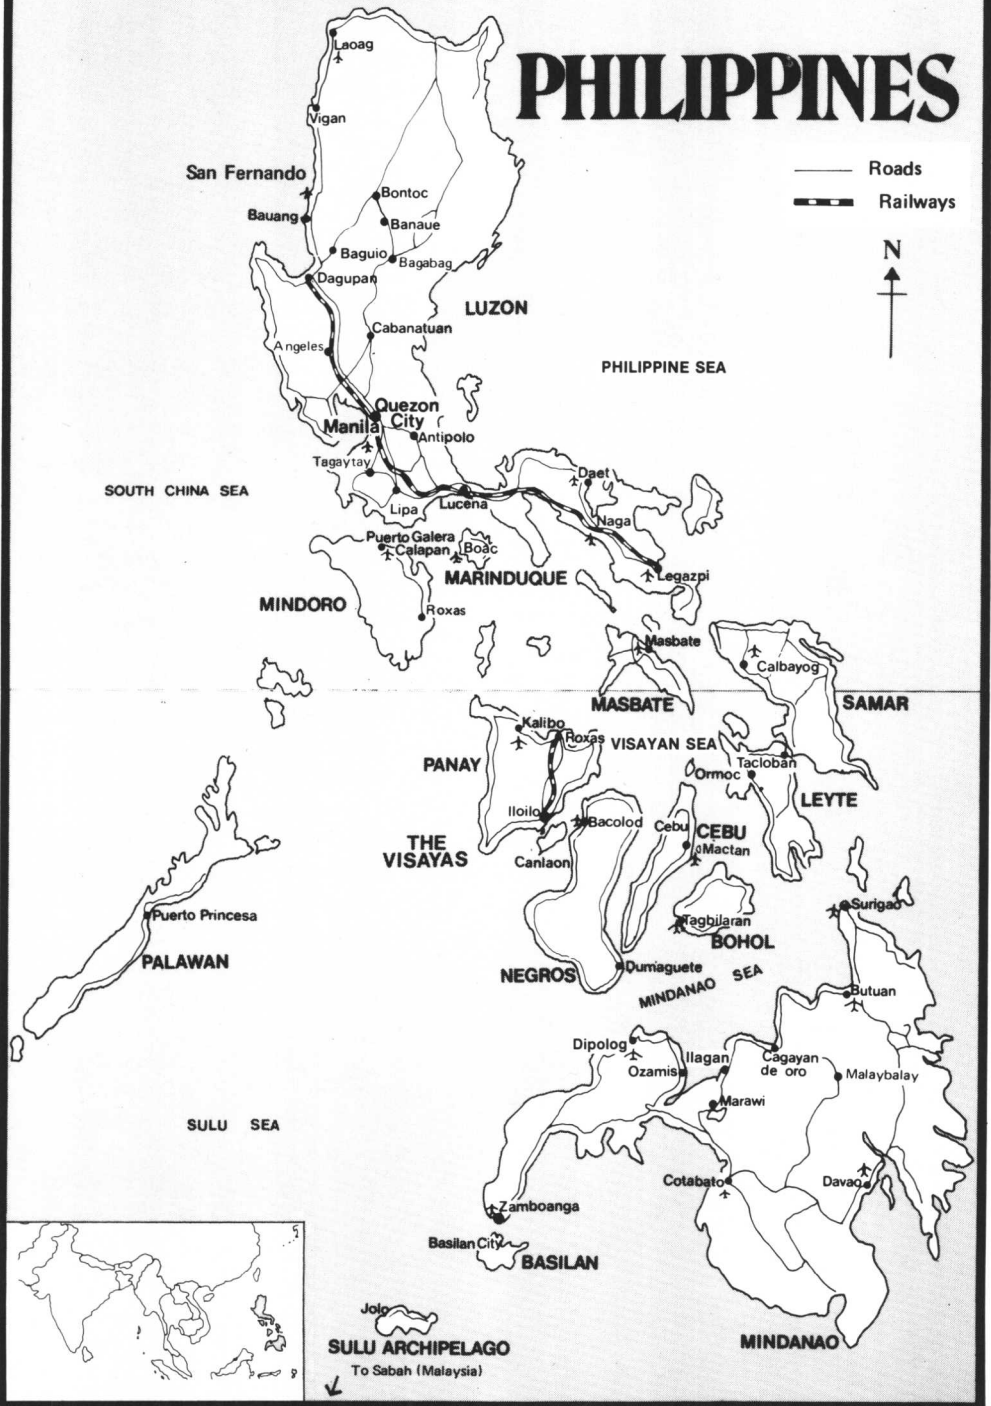 PHILIPPINES
Roads
Railways
N
Laoag
Vigan
San Fernando
Bontoc
Bauang
Banaue
Baguio
Bagabag
Dagupan
LUZON
Cabanatuan
Angeles
PHILIPPINE SEA
Quezon
City
Manila
Antipolo
Tagaytay
Daet
SOUTH CHINA SEA
Lipa
Lucena
Naga
Puerto Galera
Calapan
Boac
Legazpi
MARINDUQUE
MINDORO
Roxas
Masbate
Calbayog
MASBATE
SAMAR
Kalibo
Roxas
VISAYAN SEA
PANAY
Tacloban
Ormoc
LEYTE
Iloilo
Bacolod
Cebu
CEBU
THE
VISAYAS
Mactan
Canlaon
Surigao
Puerto Princesa
Tagbilaran
BOHOL
PALAWAN
NEGROS
Dumaguete
MINDANAO SEA
Butuan
Dipolog
Ilagan
Cagayan
de oro
Ozamis
Malaybalay
Marawi
SULU SEA
Cotabato
Davao
Zamboanga
Basilan City
BASILAN
Jolo
SULU ARCHIPELAGO
MINDANAO
To Sabah (Malaysia)